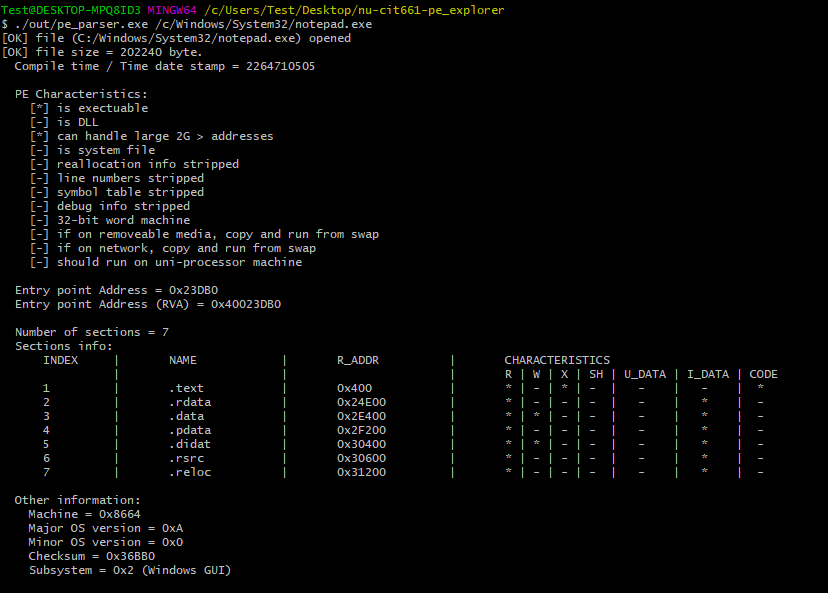 Test@DESKTOP-MPQ8ID3 MINGW64 /c/Users/Test/Desktop/nu-cit661-pe_explorer
$ ./out/pe_parser.exe /c/Windows/System32/notepad.exe
[OK] file (C:/Windows/System32/notepad.exe) opened
[OK] file size = 202240 byte.
Compile time / Time date stamp = 2264710505
PE Characteristics:
[*] is exectuable
[-] is DLL
[*] can handle large 2G > addresses
[-] is system file
[-] reallocation info stripped
[-] line numbers stripped
[-] symbol table stripped
[-] debug info stripped
[-] 32-bit word machine
[-] if on removeable media, copy and run from swap
[-] if on network, copy and run from swap
[-] should run on uni-processor machine
Entry point Address = 0x23DB0
Entry point Address (RVA) = 0x40023DB0
Number of sections = 7
Sections info:
INDEX | NAME | R_ADDR | CHARACTERISTICS
| | | R | W | X | SH | U_DATA | I_DATA | CODE
1 | .text | 0x400 | * | - | * | - | - | - | *
2 | .rdata | 0x24E00 | * | - | - | - | - | * | -
3 | .data | 0x2E400 | * | * | - | - | - | * | -
4 | .pdata | 0x2F200 | * | - | - | - | - | * | -
5 | .didat | 0x30400 | * | * | - | - | - | * | -
6 | .rsrc | 0x30600 | * | - | - | - | - | * | -
7 | .reloc | 0x31200 | * | - | - | - | - | * | -
Other information:
Machine = 0x8664
Major OS version = 0xA
Minor OS version = 0x0
Checksum = 0x36BB0
Subsystem = 0x2 (Windows GUI)